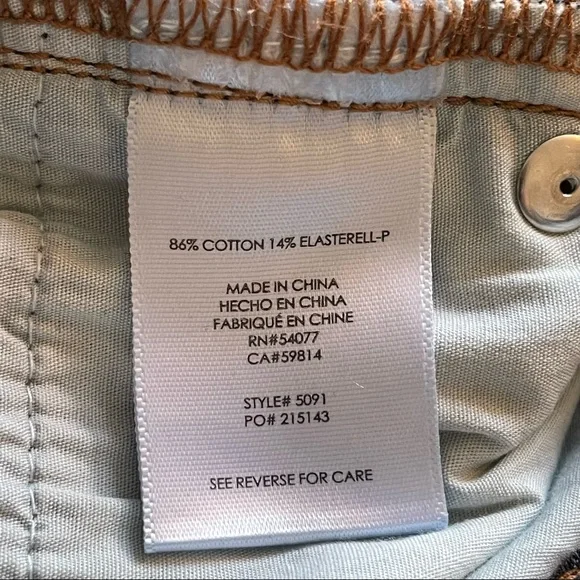 86% COTTON 14% ELASTERELL-P
MADE IN CHINA
HECHO EN CHINA
FABRIQUÉ EN CHINE
RN#54077
CA#59814
STYLE# 5091
PO# 215143
SEE REVERSE FOR CARE